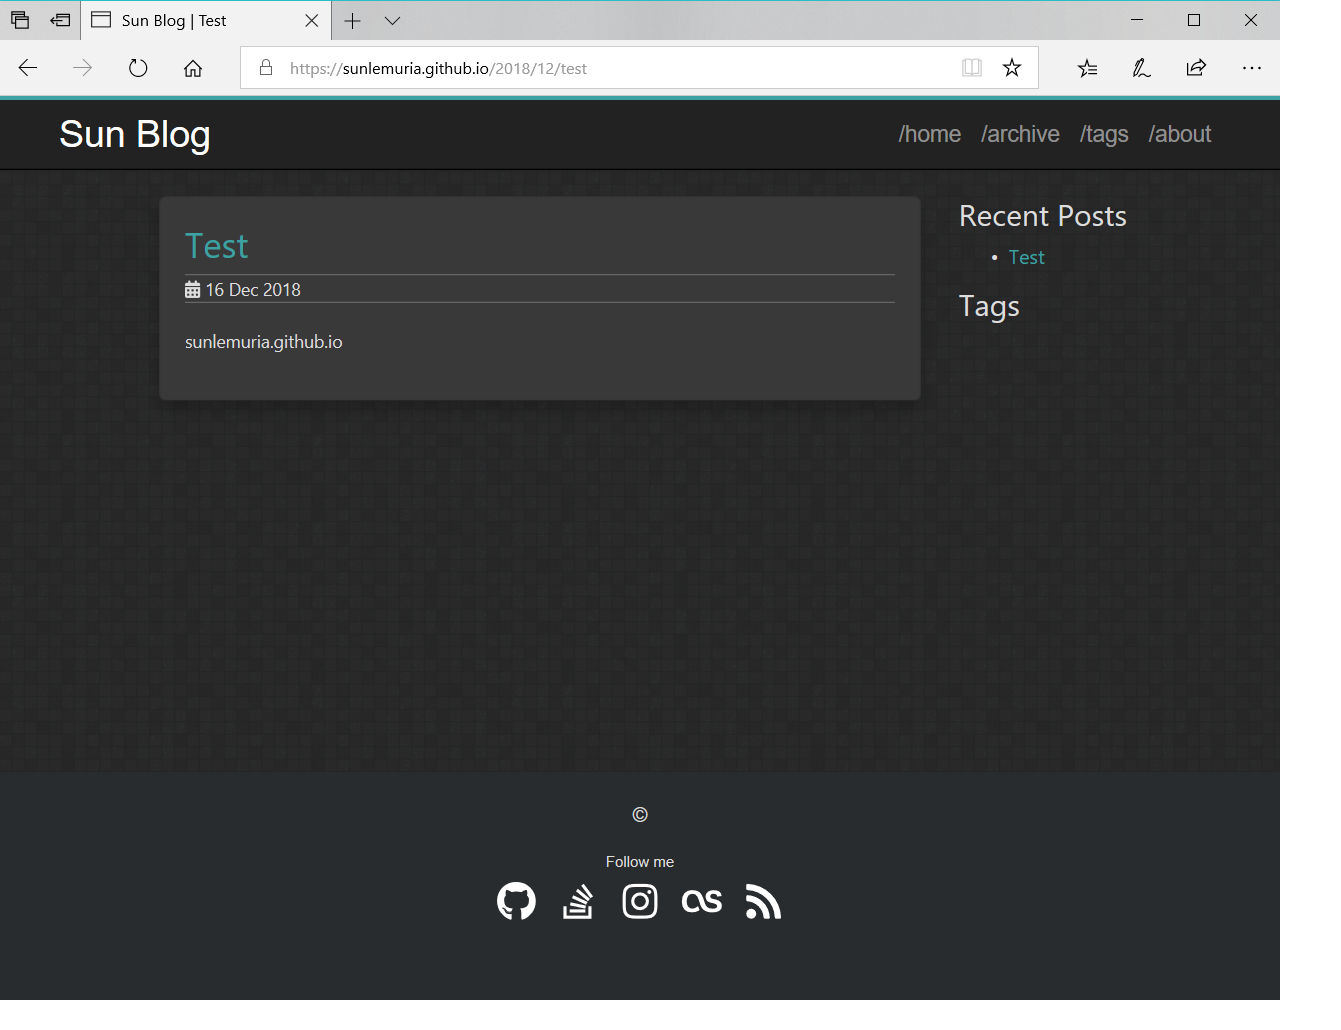 Sun Blog | Test
https://sunlemuria.github.io/2018/12/test
Sun Blog
/home /archive /tags /about
Test
16 Dec 2018
sunlemuria.github.io
Recent Posts
• Test
Tags
©
Follow me